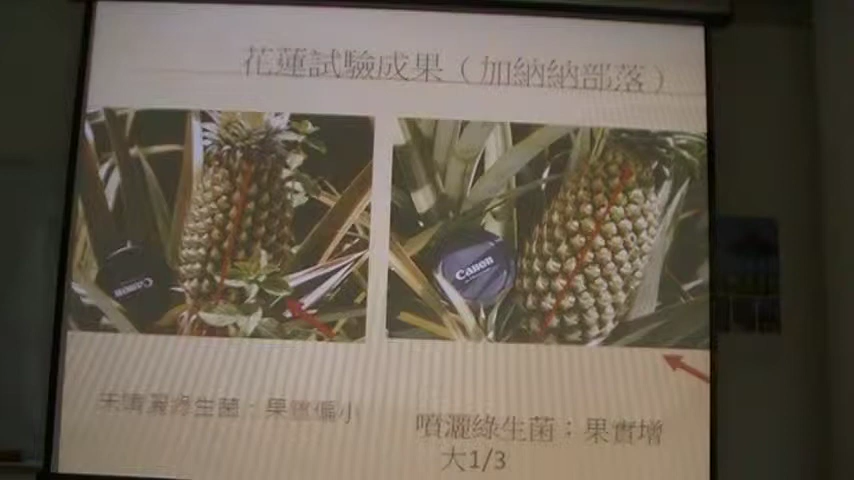 花蓮試驗成果（加納納部落）
Canon
Canon
未噴灑綠生菌，果實偏小
噴灑綠生菌；果實增
大1/3